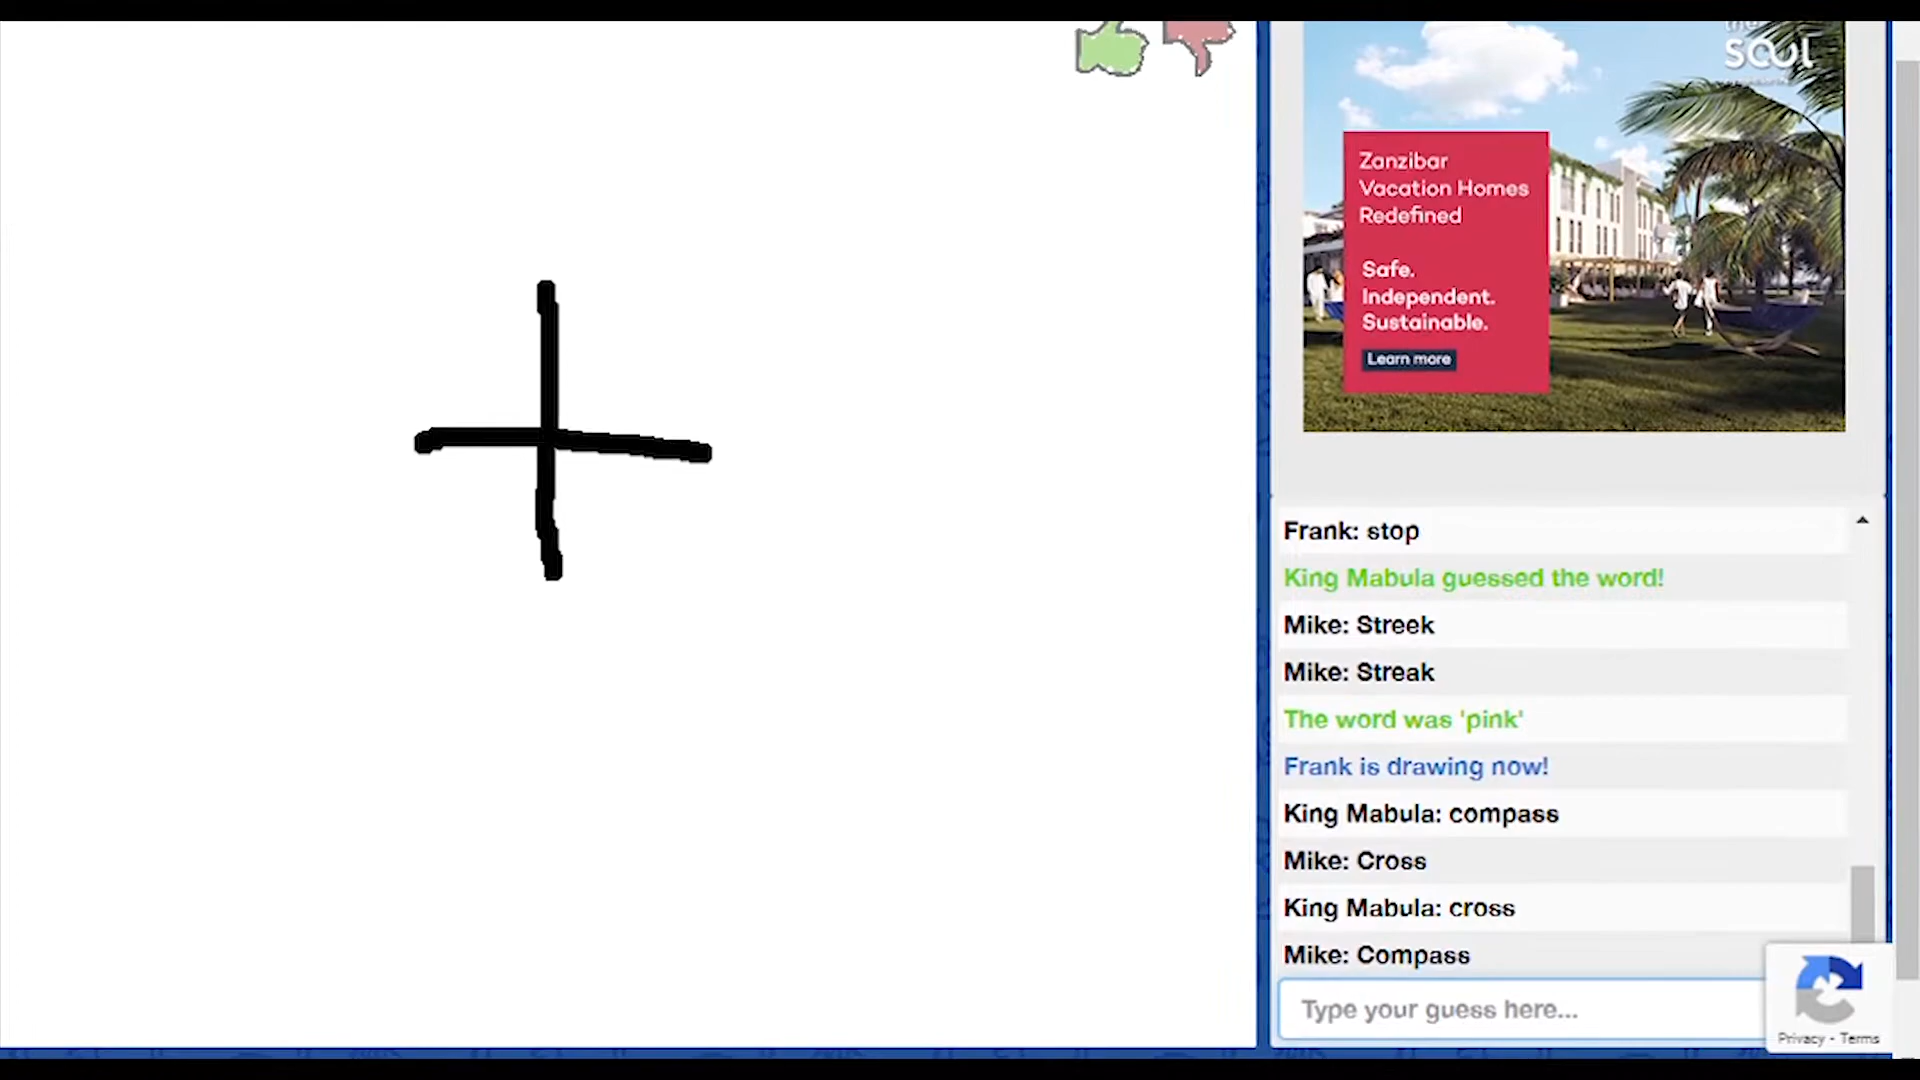 SOUL
Zanzibar
Vacation Homes
Redefined
Safe.
Independent.
Sustainable.
Learn more
Frank: stop
King Mabula guessed the word!
Mike: Streek
Mike: Streak
The word was 'pink'
Frank is drawing now!
King Mabula: compass
Mike: Cross
King Mabula: cross
Mike: Compass
Type your guess here...
Privacy - Terms